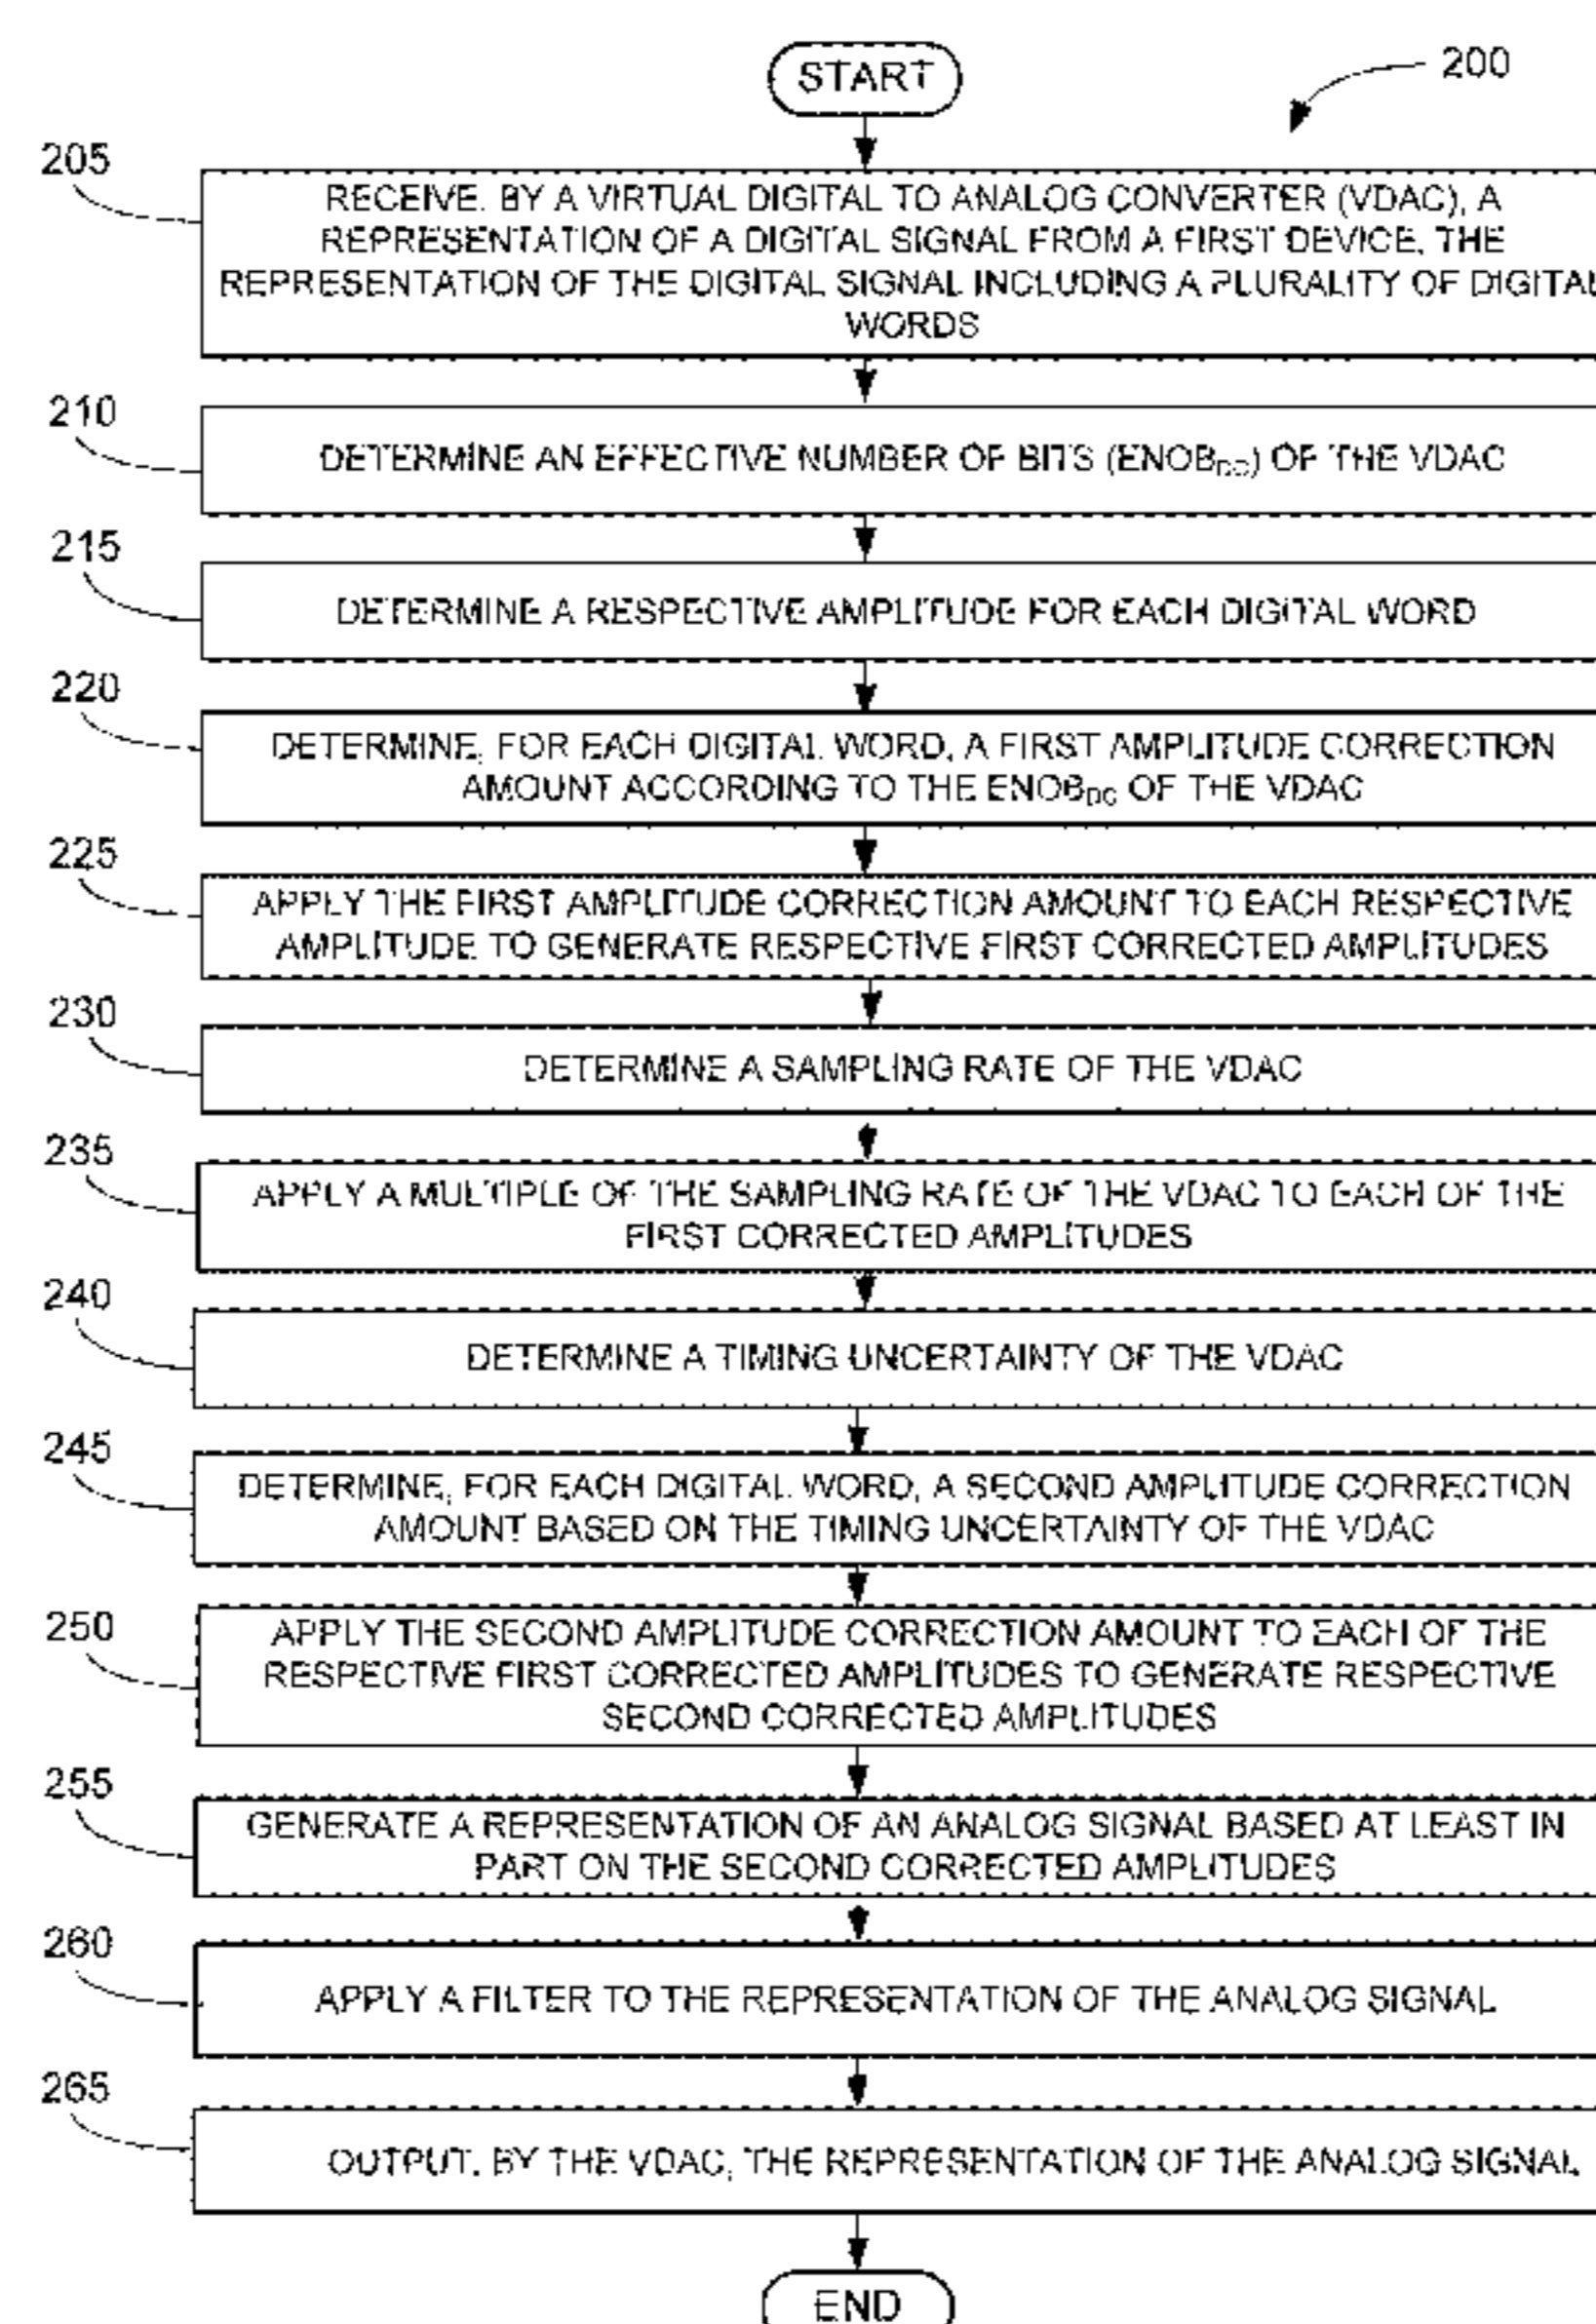 START
200
205
RECEIVE, BY A VIRTUAL DIGITAL TO ANALOG CONVERTER (VDAC), A
REPRESENTATION OF A DIGITAL SIGNAL FROM A FIRST DEVICE, THE
REPRESENTATION OF THE DIGITAL SIGNAL INCLUDING A PLURALITY OF DIGITAL
WORDS
210
DETERMINE AN EFFECTIVE NUMBER OF BITS (ENOB_DC) OF THE VDAC
215
DETERMINE A RESPECTIVE AMPLITUDE FOR EACH DIGITAL WORD
220
DETERMINE, FOR EACH DIGITAL WORD, A FIRST AMPLITUDE CORRECTION
AMOUNT ACCORDING TO THE ENOB_DC OF THE VDAC
225
APPLY THE FIRST AMPLITUDE CORRECTION AMOUNT TO EACH RESPECTIVE
AMPLITUDE TO GENERATE RESPECTIVE FIRST CORRECTED AMPLITUDES
230
DETERMINE A SAMPLING RATE OF THE VDAC
235
APPLY A MULTIPLE OF THE SAMPLING RATE OF THE VDAC TO EACH OF THE
FIRST CORRECTED AMPLITUDES
240
DETERMINE A TIMING UNCERTAINTY OF THE VDAC
245
DETERMINE, FOR EACH DIGITAL WORD, A SECOND AMPLITUDE CORRECTION
AMOUNT BASED ON THE TIMING UNCERTAINTY OF THE VDAC
250
APPLY THE SECOND AMPLITUDE CORRECTION AMOUNT TO EACH OF THE
RESPECTIVE FIRST CORRECTED AMPLITUDES TO GENERATE RESPECTIVE
SECOND CORRECTED AMPLITUDES
255
GENERATE A REPRESENTATION OF AN ANALOG SIGNAL BASED AT LEAST IN
PART ON THE SECOND CORRECTED AMPLITUDES
260
APPLY A FILTER TO THE REPRESENTATION OF THE ANALOG SIGNAL
265
OUTPUT, BY THE VDAC, THE REPRESENTATION OF THE ANALOG SIGNAL
END